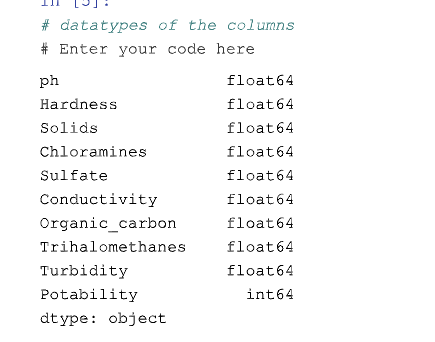 In [5]:
# datatypes of the columns
# Enter your code here
ph float64
Hardness float64
Solids float64
Chloramines float64
Sulfate float64
Conductivity float64
Organic_carbon float64
Trihalomethanes float64
Turbidity float64
Potability int64
dtype: object